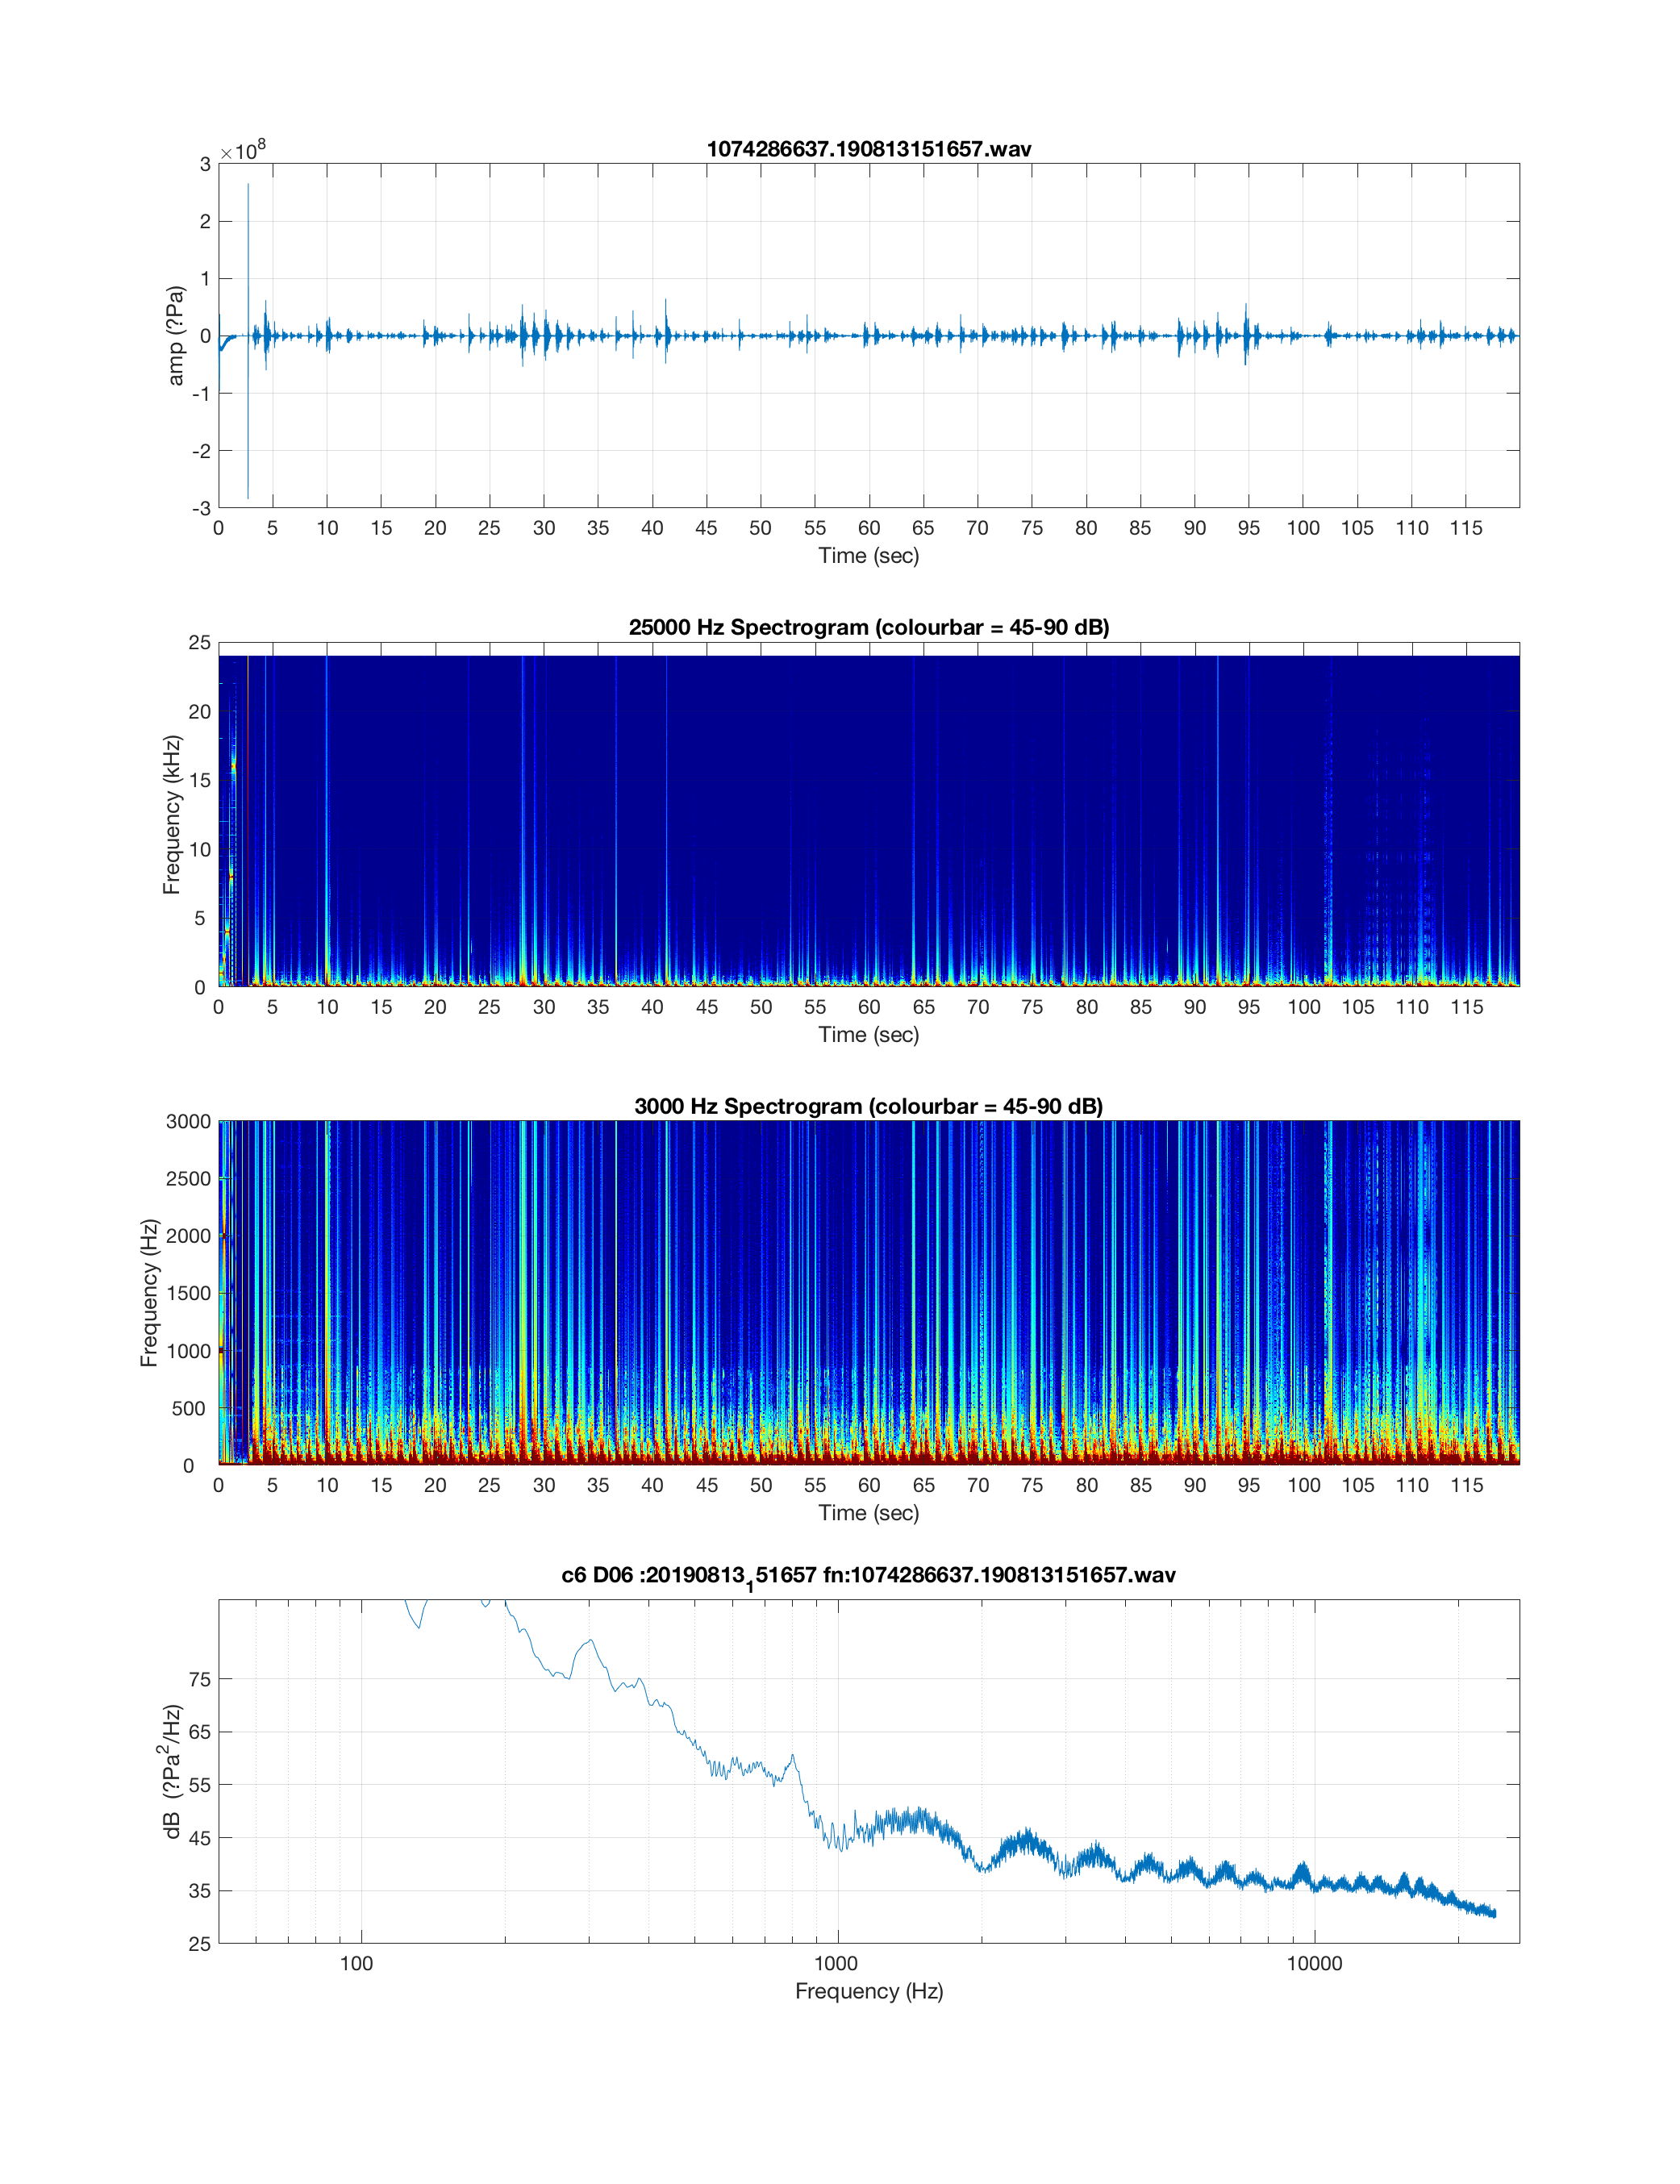 1074286637.190813151657.wav
×10⁸
3
2
1
0
-1
-2
-3
amp (?Pa)
0 5 10 15 20 25 30 35 40 45 50 55 60 65 70 75 80 85 90 95 100 105 110 115
Time (sec)
25000 Hz Spectrogram (colourbar = 45-90 dB)
25
20
15
10
5
0
Frequency (kHz)
0 5 10 15 20 25 30 35 40 45 50 55 60 65 70 75 80 85 90 95 100 105 110 115
Time (sec)
3000 Hz Spectrogram (colourbar = 45-90 dB)
3000
2500
2000
1500
1000
500
0
Frequency (Hz)
0 5 10 15 20 25 30 35 40 45 50 55 60 65 70 75 80 85 90 95 100 105 110 115
Time (sec)
c6 D06 :20190813₁51657 fn:1074286637.190813151657.wav
75
65
55
45
35
25
dB (?Pa²/Hz)
100 1000 10000
Frequency (Hz)